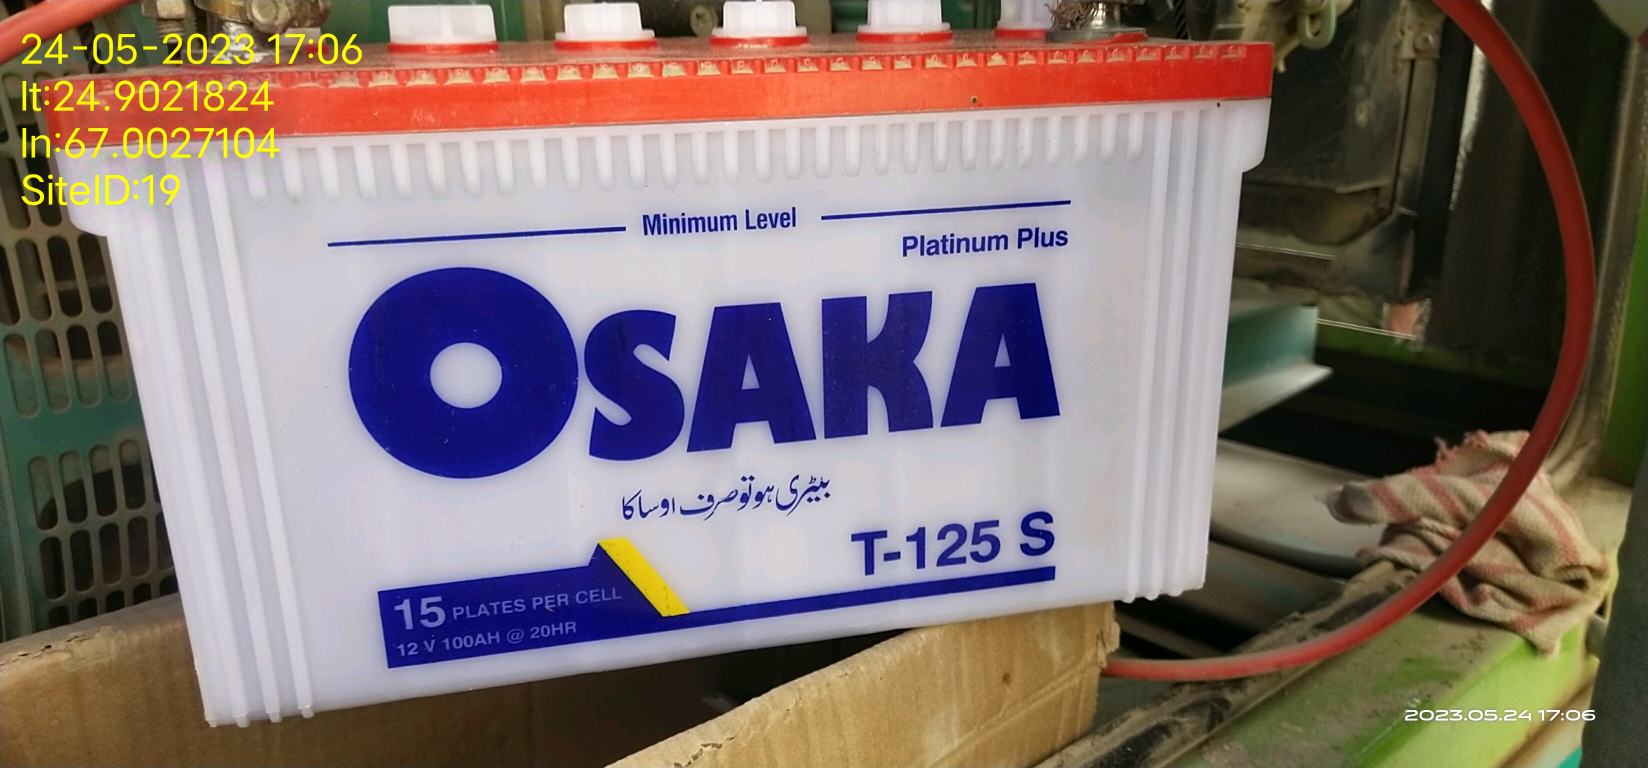 24-05-2023 17:06
lt:24.9021824
ln:67.0027104
SiteID:19
Minimum Level
Platinum Plus
OSAKA
بیٹری ہو تو صرف اوساکا
T-125 S
15 PLATES PER CELL
12 V 100AH @ 20HR
2023.05.24 17:06